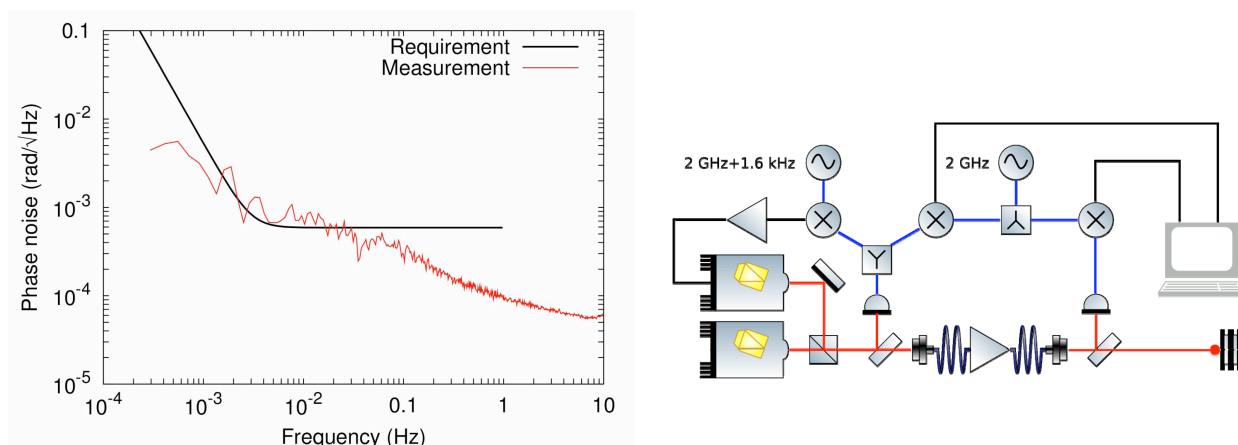 0.1
10⁻²
10⁻³
10⁻⁴
10⁻⁵
Phase noise (rad/√Hz)
Requirement
Measurement
10⁻⁴ 10⁻³ 10⁻² 0.1 1 10
Frequency (Hz)
2 GHz+1.6 kHz
2 GHz